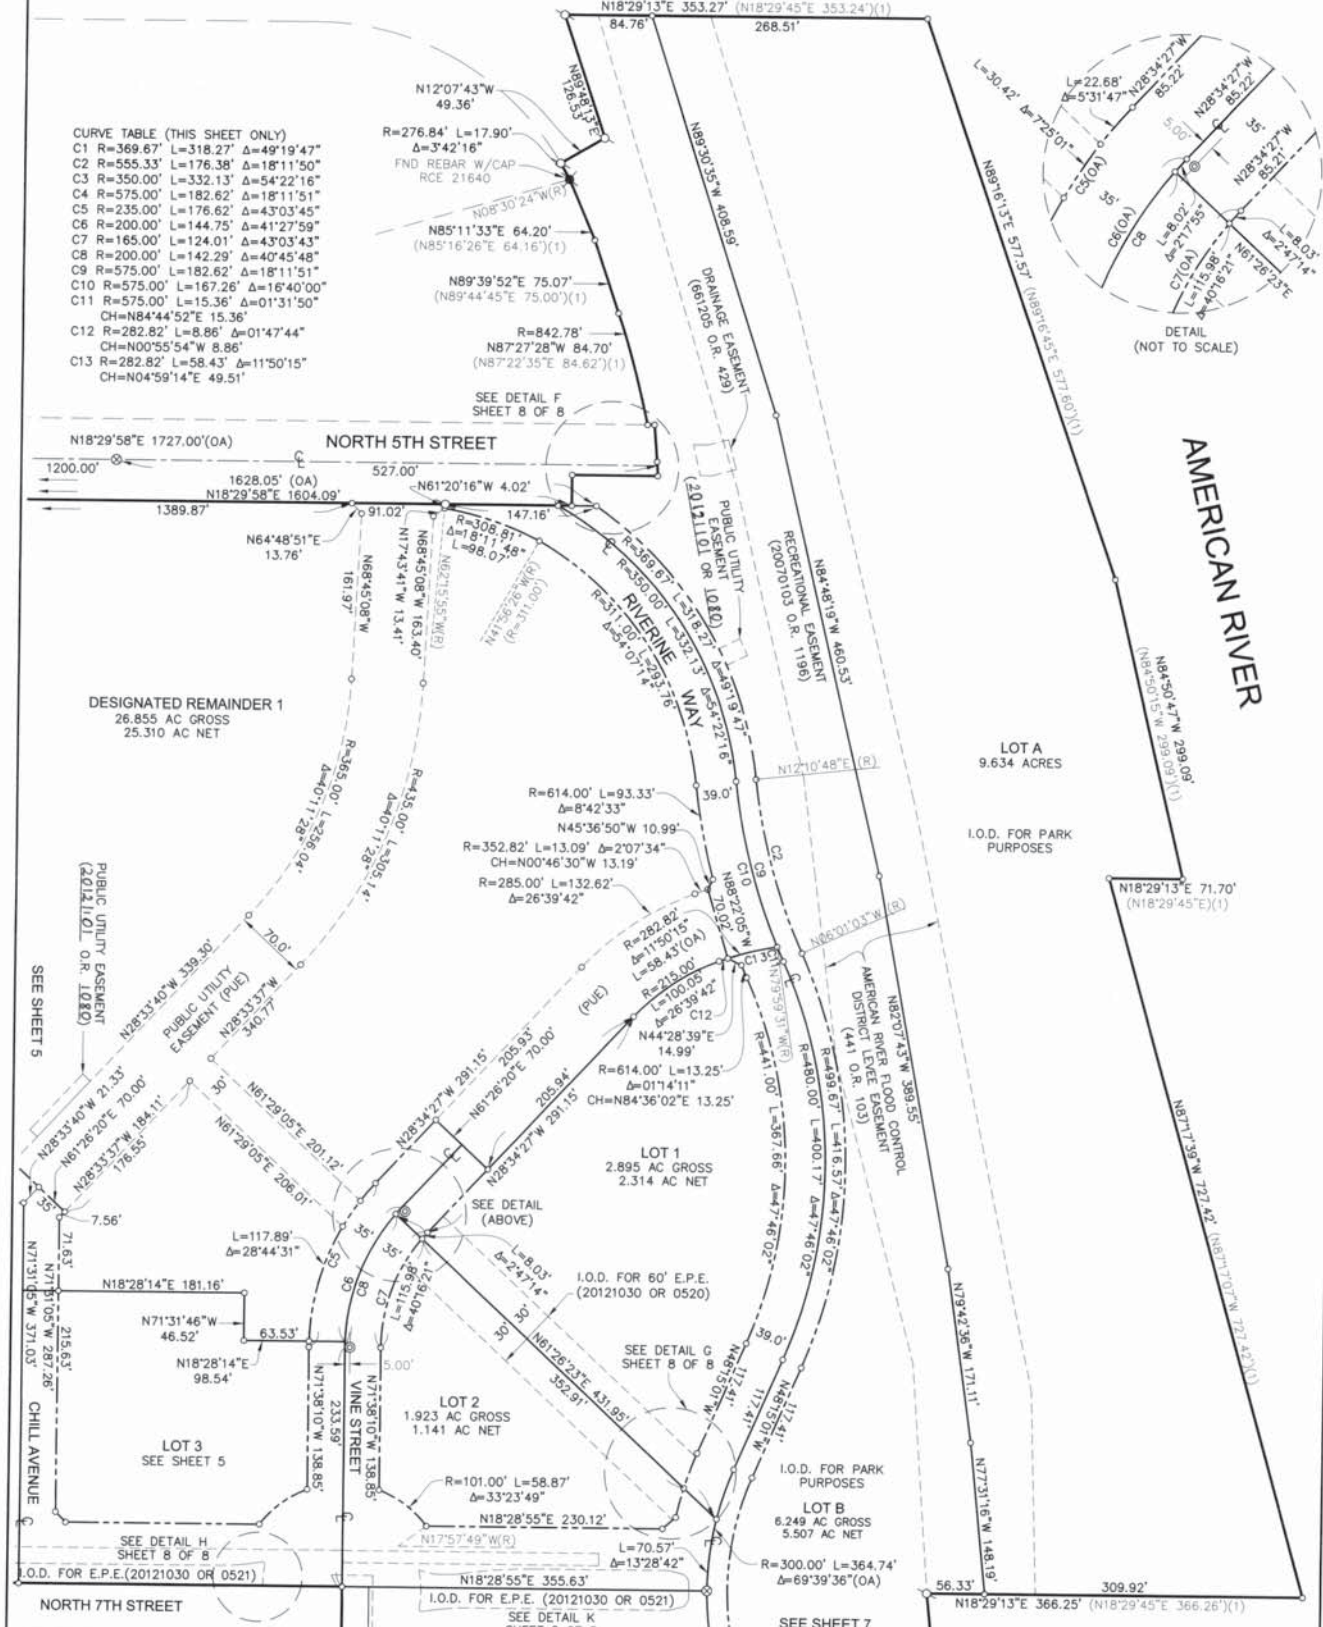 N18°29'13"E 353.27' (N18°29'45"E 353.24')(1)
84.76'
268.51'
N89°48'13"E
126.53'
N12°07'43"W
49.36'
R=276.84' L=17.90'
Δ=3°42'16"
FND REBAR W/CAP
RCE 21640
N08°30'24"W(R)
N85°11'33"E 64.20'
(N85°16'26"E 64.16')(1)
N89°39'52"E 75.07'
(N89°44'45"E 75.00')(1)
R=842.78'
N87°27'28"W 84.70'
(N87°22'35"E 84.62')(1)
CURVE TABLE (THIS SHEET ONLY)
C1 R=369.67' L=318.27' Δ=49°19'47"
C2 R=555.33' L=176.38' Δ=18°11'50"
C3 R=350.00' L=332.13' Δ=54°22'16"
C4 R=575.00' L=182.62' Δ=18°11'51"
C5 R=235.00' L=176.62' Δ=43°03'45"
C6 R=200.00' L=144.75' Δ=41°27'59"
C7 R=165.00' L=124.01' Δ=43°03'43"
C8 R=200.00' L=142.29' Δ=40°45'48"
C9 R=575.00' L=182.62' Δ=18°11'51"
C10 R=575.00' L=167.26' Δ=16°40'00"
C11 R=575.00' L=15.36' Δ=01°31'50"
CH=N84°44'52"E 15.36'
C12 R=282.82' L=8.86' Δ=01°47'44"
CH=N00°55'54"W 8.86'
C13 R=282.82' L=58.43' Δ=11°50'15"
CH=N04°59'14"E 49.51'
N89°30'35"W 408.59'
DRAINAGE EASEMENT
(661205 O.R. 429)
N89°16'13"E 577.57' (N89°16'45"E 577.60')(1)
L=30.42' Δ=7°25'01"
L=22.68'
Δ=5°31'47"
N28°34'27"W
85.22'
N28°34'27"W
85.22'
5.00'
35'
N28°34'27"W
85.21'
C5(OA)
35'
C6(OA)
C8
L=8.02'
Δ=2°17'55"
C7(OA)
L=115.98'
Δ=40°16'21"
L=8.03'
Δ=2°47'14"
N61°26'23"E
DETAIL
(NOT TO SCALE)
AMERICAN RIVER
SEE DETAIL F
SHEET 8 OF 8
N18°29'58"E 1727.00'(OA)
NORTH 5TH STREET
1200.00'
527.00'
1628.05' (OA)
N18°29'58"E 1604.09'
N61°20'16"W 4.02'
1389.87'
91.02'
147.16'
N64°48'51"E
13.76'
N68°45'08"W
161.97'
N17°43'41"W 13.41'
N68°45'08"W 163.40'
N62°15'55"W(R)
R=308.81'
Δ=18°11'48"
L=98.07'
N41°56'26"W(R)
(R=311.00')
R=369.67' L=318.27' Δ=49°19'47"
R=350.00' L=332.13' Δ=54°22'16"
RIVERINE WAY
R=311.00' L=293.76'
Δ=54°07'14"
PUBLIC UTILITY
EASEMENT
(20121101 OR 1080)
RECREATIONAL EASEMENT
(20070103 O.R. 1196)
N84°48'19"W 460.53'
N84°50'47"W 299.09'
(N84°50'15"W 299.09')(1)
DESIGNATED REMAINDER 1
26.855 AC GROSS
25.310 AC NET
LOT A
9.634 ACRES
I.O.D. FOR PARK
PURPOSES
N12°10'48"E (R)
R=365.00' L=256.04'
Δ=40°11'28"
R=435.00' L=305.14'
Δ=40°11'28"
39.0'
R=614.00' L=93.33'
Δ=8°42'33"
N45°36'50"W 10.99'
R=352.82' L=13.09' Δ=2°07'34"
CH=N00°46'30"W 13.19'
R=285.00' L=132.62'
Δ=26°39'42"
C10
C9
C2
N88°22'05"W
70.02'
N18°29'13"E 71.70'
(N18°29'45"E)(1)
N06°01'03"W (R)
PUBLIC UTILITY EASEMENT
(20121101 O.R. 1080)
70.0'
N28°33'40"W 339.30'
PUBLIC UTILITY
EASEMENT (PUE)
N28°33'37"W
340.77'
SEE SHEET 5
R=282.82'
Δ=11°50'15"
L=58.43'(OA)
R=215.00'
L=100.05'
Δ=26°39'42"
C12
C13
C11
N79°59'31"W(R)
N44°28'39"E
14.99'
R=614.00' L=13.25'
Δ=01°14'11"
CH=N84°36'02"E 13.25'
(PUE)
AMERICAN RIVER FLOOD CONTROL
DISTRICT LEVEE EASEMENT
(441 O.R. 103)
N82°07'43"W 389.55'
R=441.00' L=367.66' Δ=47°46'02"
R=480.00' L=400.17' Δ=47°46'02"
R=499.67' L=416.57' Δ=47°46'02"
205.93'
N28°34'27"W 291.15'
N61°26'20"E 70.00'
205.94'
N28°34'27"W 291.15'
N28°33'40"W 21.33'
N61°26'20"E 70.00'
N28°33'37"W 184.11'
176.55'
30'
N61°29'05"E 201.12'
N61°29'05"E 206.01'
35'
7.56'
LOT 1
2.895 AC GROSS
2.314 AC NET
SEE DETAIL
(ABOVE)
L=8.03'
Δ=2°47'14"
L=117.89'
Δ=28°44'31"
35'
35'
C5
C6
C8
C7
L=115.98'
Δ=40°16'21"
I.O.D. FOR 60' E.P.E.
(20121030 OR 0520)
30'
30'
N61°26'23"E 431.95'
352.91'
N87°17'39"W 727.42' (N87°17'07"W 727.42')(1)
71.63'
N71°31'05"W 371.03'
N71°31'05"W 287.26'
215.63'
N18°28'14"E 181.16'
N71°31'46"W
46.52'
63.53'
N18°28'14"E
98.54'
5.00'
N79°42'36"W 171.11'
SEE DETAIL G
SHEET 8 OF 8
39.0'
N48°15'01"W
117.41'
117.41'
N48°15'01"W
117.41'
N71°38'10"W 138.85'
233.59'
VINE STREET
N71°38'10"W 138.85'
LOT 2
1.923 AC GROSS
1.141 AC NET
CHILL AVENUE
LOT 3
SEE SHEET 5
R=101.00' L=58.87'
Δ=33°23'49"
N18°28'55"E 230.12'
N17°57'49"W(R)
I.O.D. FOR PARK
PURPOSES
LOT B
6.249 AC GROSS
5.507 AC NET
N77°31'16"W 148.19'
SEE DETAIL H
SHEET 8 OF 8
I.O.D. FOR E.P.E.(20121030 OR 0521)
L=70.57'
Δ=13°28'42"
R=300.00' L=364.74'
Δ=69°39'36"(OA)
N18°28'55"E 355.63'
I.O.D. FOR E.P.E. (20121030 OR 0521)
56.33'
309.92'
N18°29'13"E 366.25' (N18°29'45"E 366.26')(1)
NORTH 7TH STREET
SEE DETAIL K
SEE SHEET 7